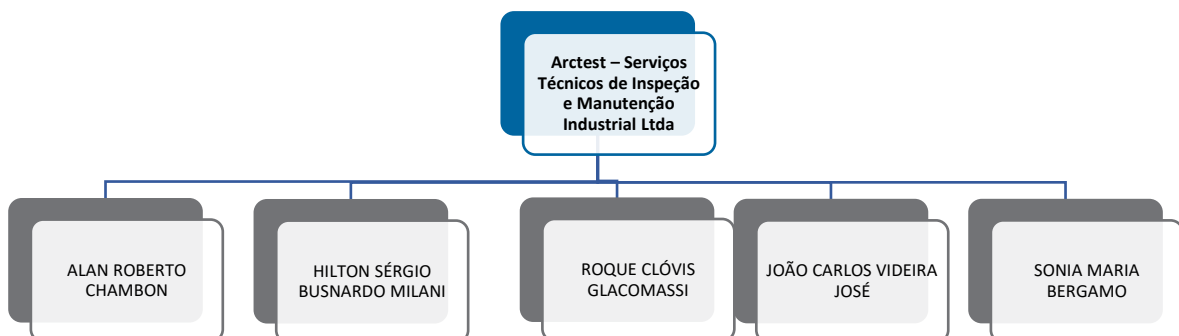 Arctest – Serviços
Técnicos de Inspeção
e Manutenção
Industrial Ltda
ALAN ROBERTO
CHAMBON
HILTON SÉRGIO
BUSNARDO MILANI
ROQUE CLÓVIS
GLACOMASSI
JOÃO CARLOS VIDEIRA
JOSÉ
SONIA MARIA
BERGAMO